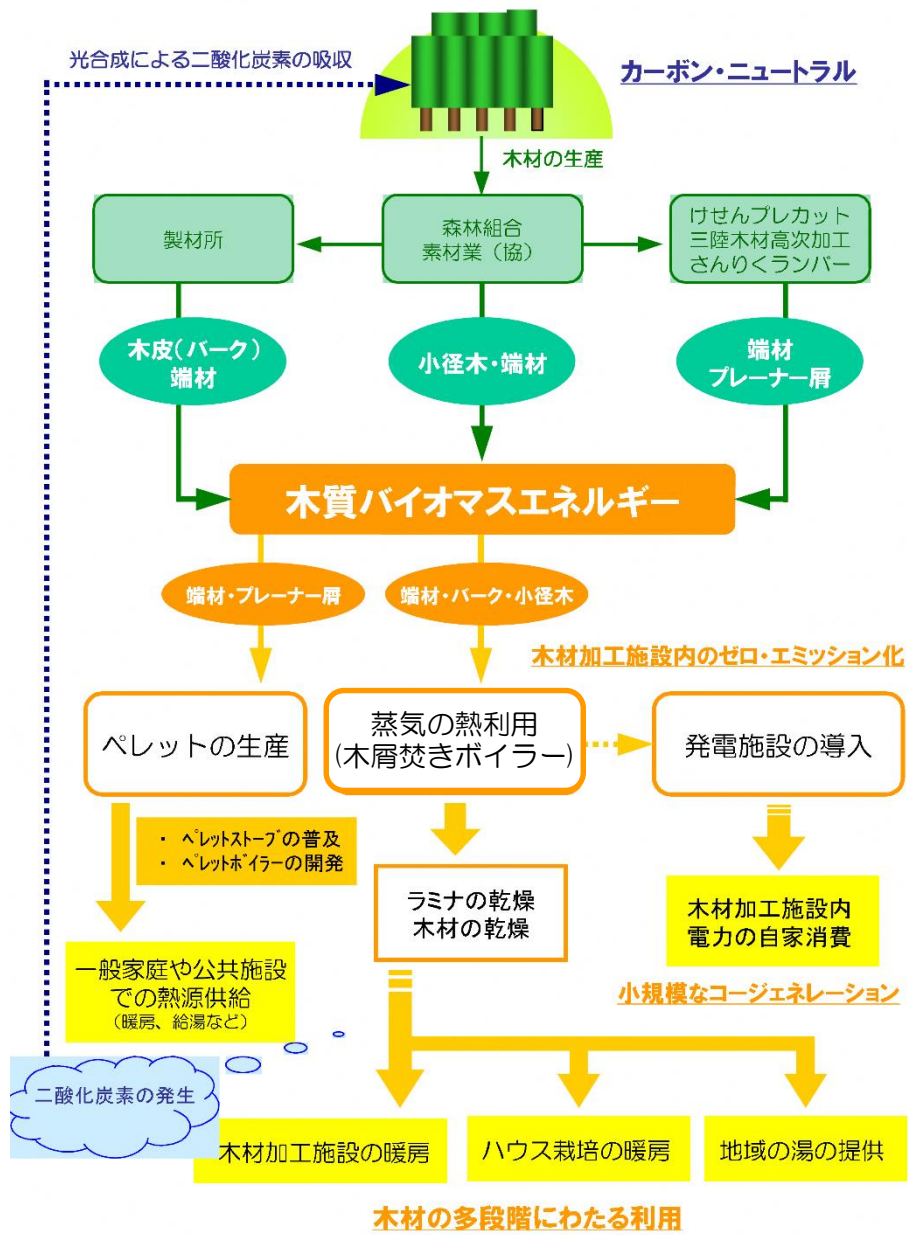 光合成による二酸化炭素の吸収
カーボン・ニュートラル
木材の生産
製材所
森林組合
素材業（協）
けせんプレカット
三陸木材高次加工
さんりくランバー
木皮（バーク）
端材
小径木・端材
端材
プレーナー屑
木質バイオマスエネルギー
端材・プレーナー屑
端材・バーク・小径木
木材加工施設内のゼロ・エミッション化
ペレットの生産
蒸気の熱利用
(木屑焚きボイラー)
発電施設の導入
・ ﾍﾟﾚｯﾄｽﾄｰﾌﾞの普及
・ ﾍﾟﾚｯﾄﾎﾞｲﾗｰの開発
ラミナの乾燥
木材の乾燥
木材加工施設内
電力の自家消費
一般家庭や公共施設
での熱源供給
（暖房、給湯など）
小規模なコージェネレーション
二酸化炭素の発生
木材加工施設の暖房
ハウス栽培の暖房
地域の湯の提供
木材の多段階にわたる利用